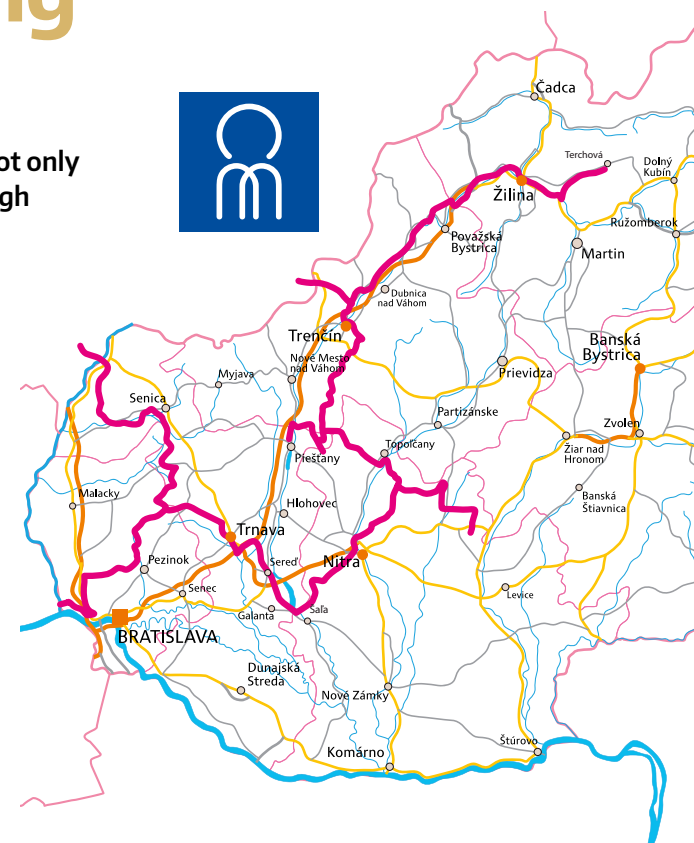 ng
ot only
gh
Čadca
Terchová
Dolný
Kubín
Žilina
Ružomberok
Považská
Bystrica
Martin
Dubnica
nad Váhom
Trenčín
Banská
Bystrica
Nové Mesto
nad Váhom
Prievidza
Myjava
Senica
Partizánske
Zvolen
Topoľčany
Žiar nad
Hronom
Piešťany
Banská
Štiavnica
Malacky
Hlohovec
Trnava
Pezinok
Sereď
Nitra
Senec
Levice
Galanta
Saľa
BRATISLAVA
Dunajská
Streda
Nové Zámky
Štúrovo
Komárno